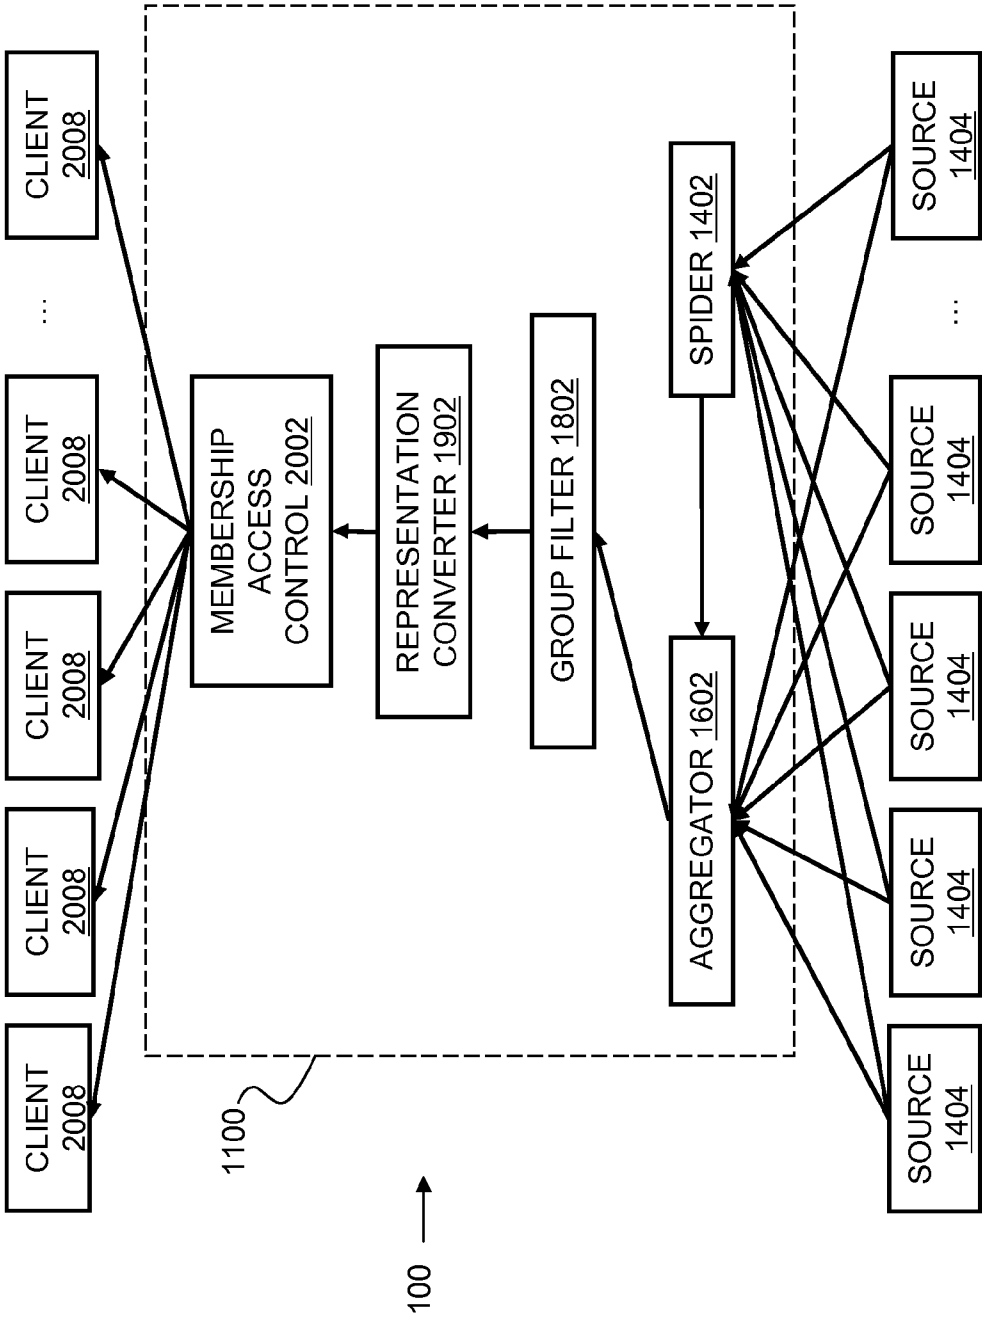 CLIENT
2008
CLIENT
2008
CLIENT
2008
CLIENT
2008
...
CLIENT
2008
1100
100
MEMBERSHIP
ACCESS
CONTROL 2002
REPRESENTATION
CONVERTER 1902
GROUP FILTER 1802
AGGREGATOR 1602
SPIDER 1402
SOURCE
1404
SOURCE
1404
SOURCE
1404
SOURCE
1404
...
SOURCE
1404